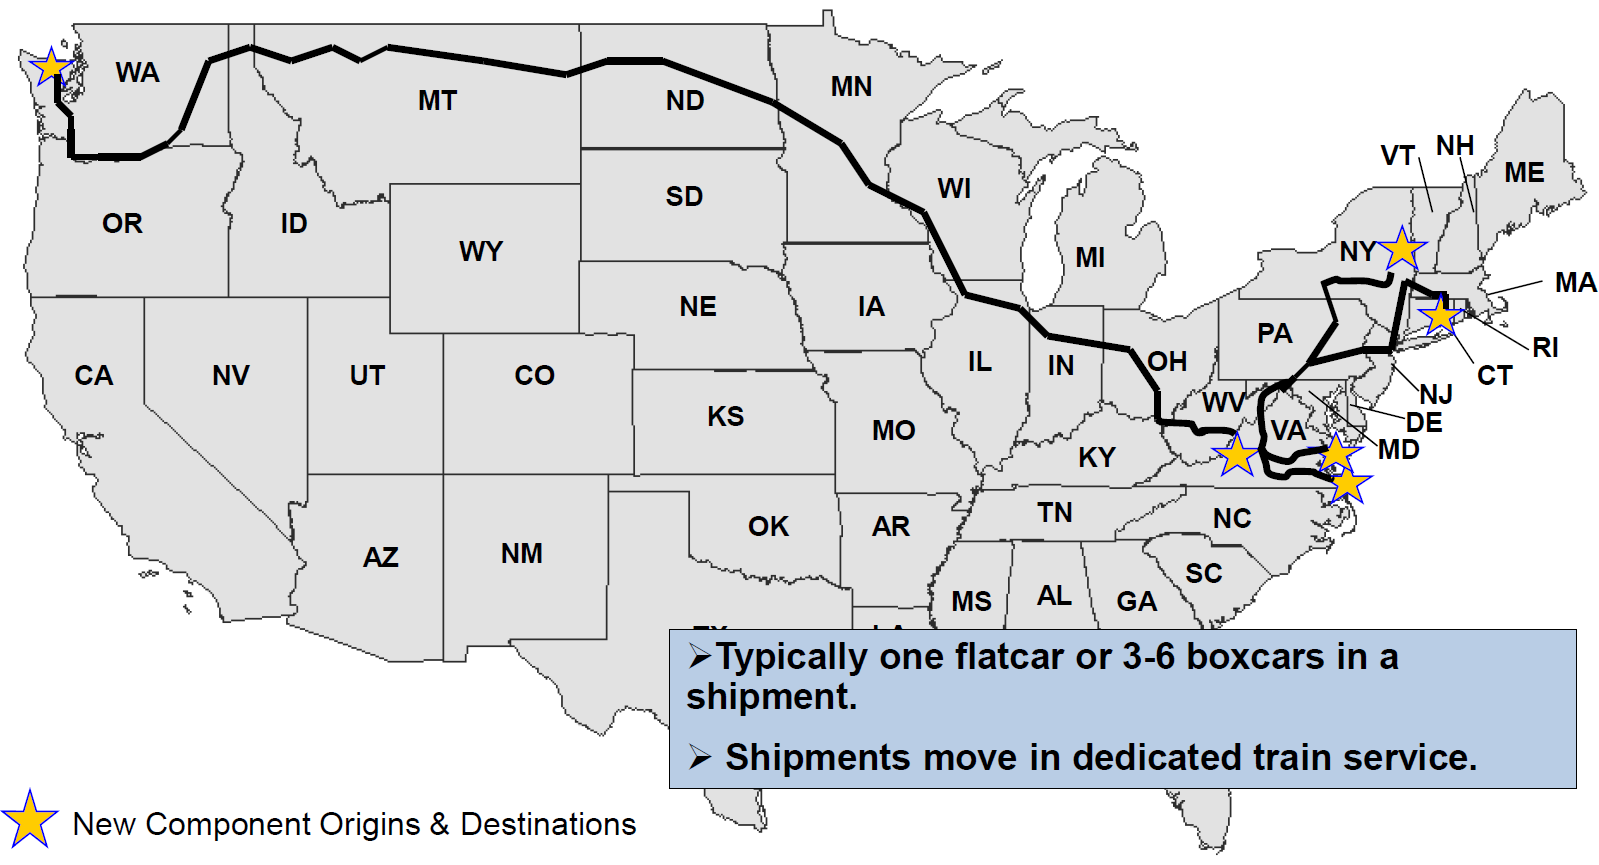 WA
MT
ND
MN
VT
NH
ME
OR
ID
SD
WI
WY
MI
NY
MA
NE
IA
PA
RI
CA
NV
UT
CO
IL
IN
OH
CT
NJ
KS
MO
WV
VA
DE
KY
MD
AZ
NM
OK
AR
TN
NC
SC
MS
AL
GA
➢Typically one flatcar or 3-6 boxcars in a
shipment.
➢ Shipments move in dedicated train service.
New Component Origins & Destinations